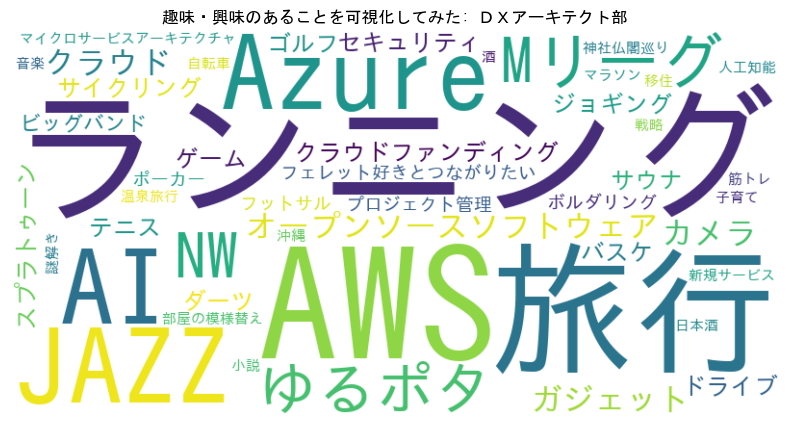 趣味・興味のあることを可視化してみた: DXアーキテクト部
マイクロサービスアーキテクチャ
ゴルフ
セキュリティ
神社仏閣巡り
音楽
クラウド
自転車
Azure
酒
Mリーグ
マラソン
移住
人工知能
サイクリング
ジョギング
ビッグバンド
戦略
ランニング
ゲーム
クラウドファンディング
ポーカー
フェレット好きとつながりたい
サウナ
筋トレ
温泉旅行
フットサル
プロジェクト管理
ボルダリング
子育て
スプラトゥーン
テニス
オープンソースソフトウェア
カメラ
謎解き
沖縄
バスケ
AI
NW
AWS
旅行
新規サービス
ダーツ
部屋の模様替え
日本酒
JAZZ
小説
ゆるポタ
ガジェット
ドライブ